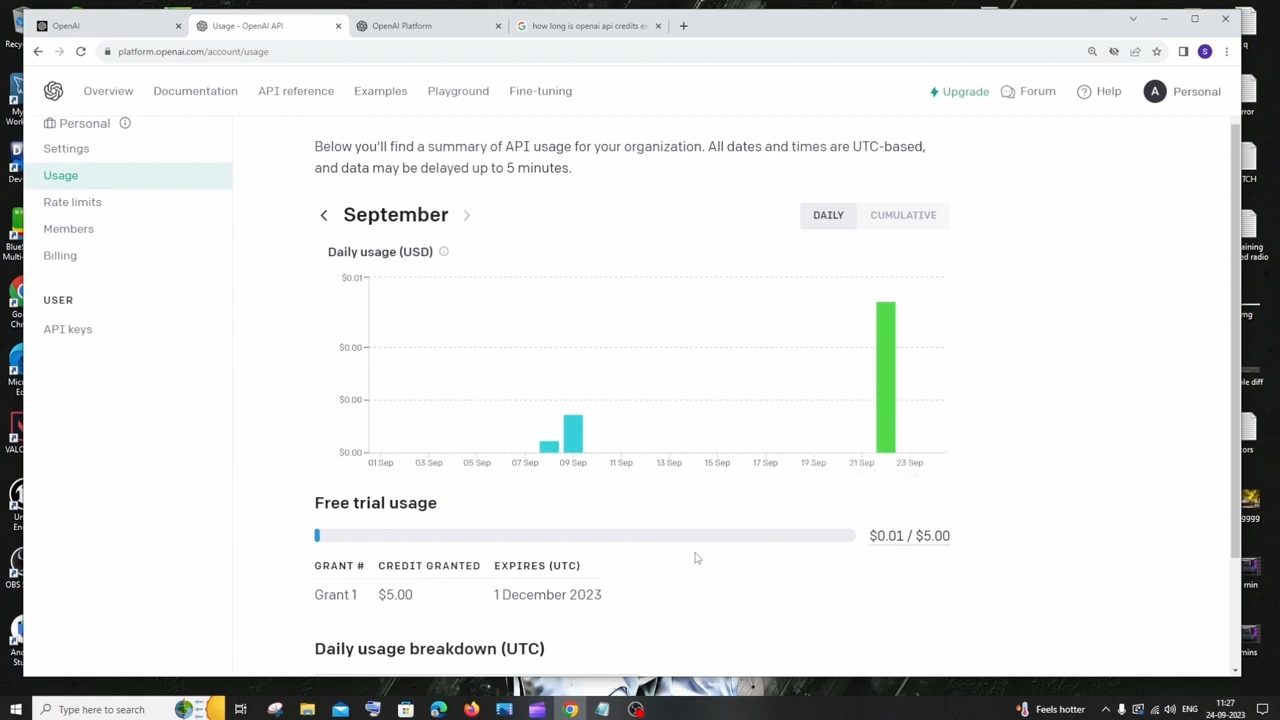 OpenAI
Usage - OpenAI API
OpenAI Platform
how long is openai api credits e
platform.openai.com/account/usage
S
Overview
Documentation
API reference
Examples
Playground
Fine-tuning
Upgrade
Forum
Help
A
Personal
Personal
Settings
Usage
Rate limits
Members
Billing
USER
API keys
Below you'll find a summary of API usage for your organization. All dates and times are UTC-based,
and data may be delayed up to 5 minutes.
September
DAILY
CUMULATIVE
Daily usage (USD)
$0.01
$0.00
$0.00
$0.00
01 Sep
03 Sep
05 Sep
07 Sep
09 Sep
11 Sep
13 Sep
15 Sep
17 Sep
19 Sep
21 Sep
23 Sep
Free trial usage
$0.01 / $5.00
GRANT #
CREDIT GRANTED
EXPIRES (UTC)
Grant 1
$5.00
1 December 2023
Daily usage breakdown (UTC)
Type here to search
Feels hotter
ENG
11:27
24-09-2023